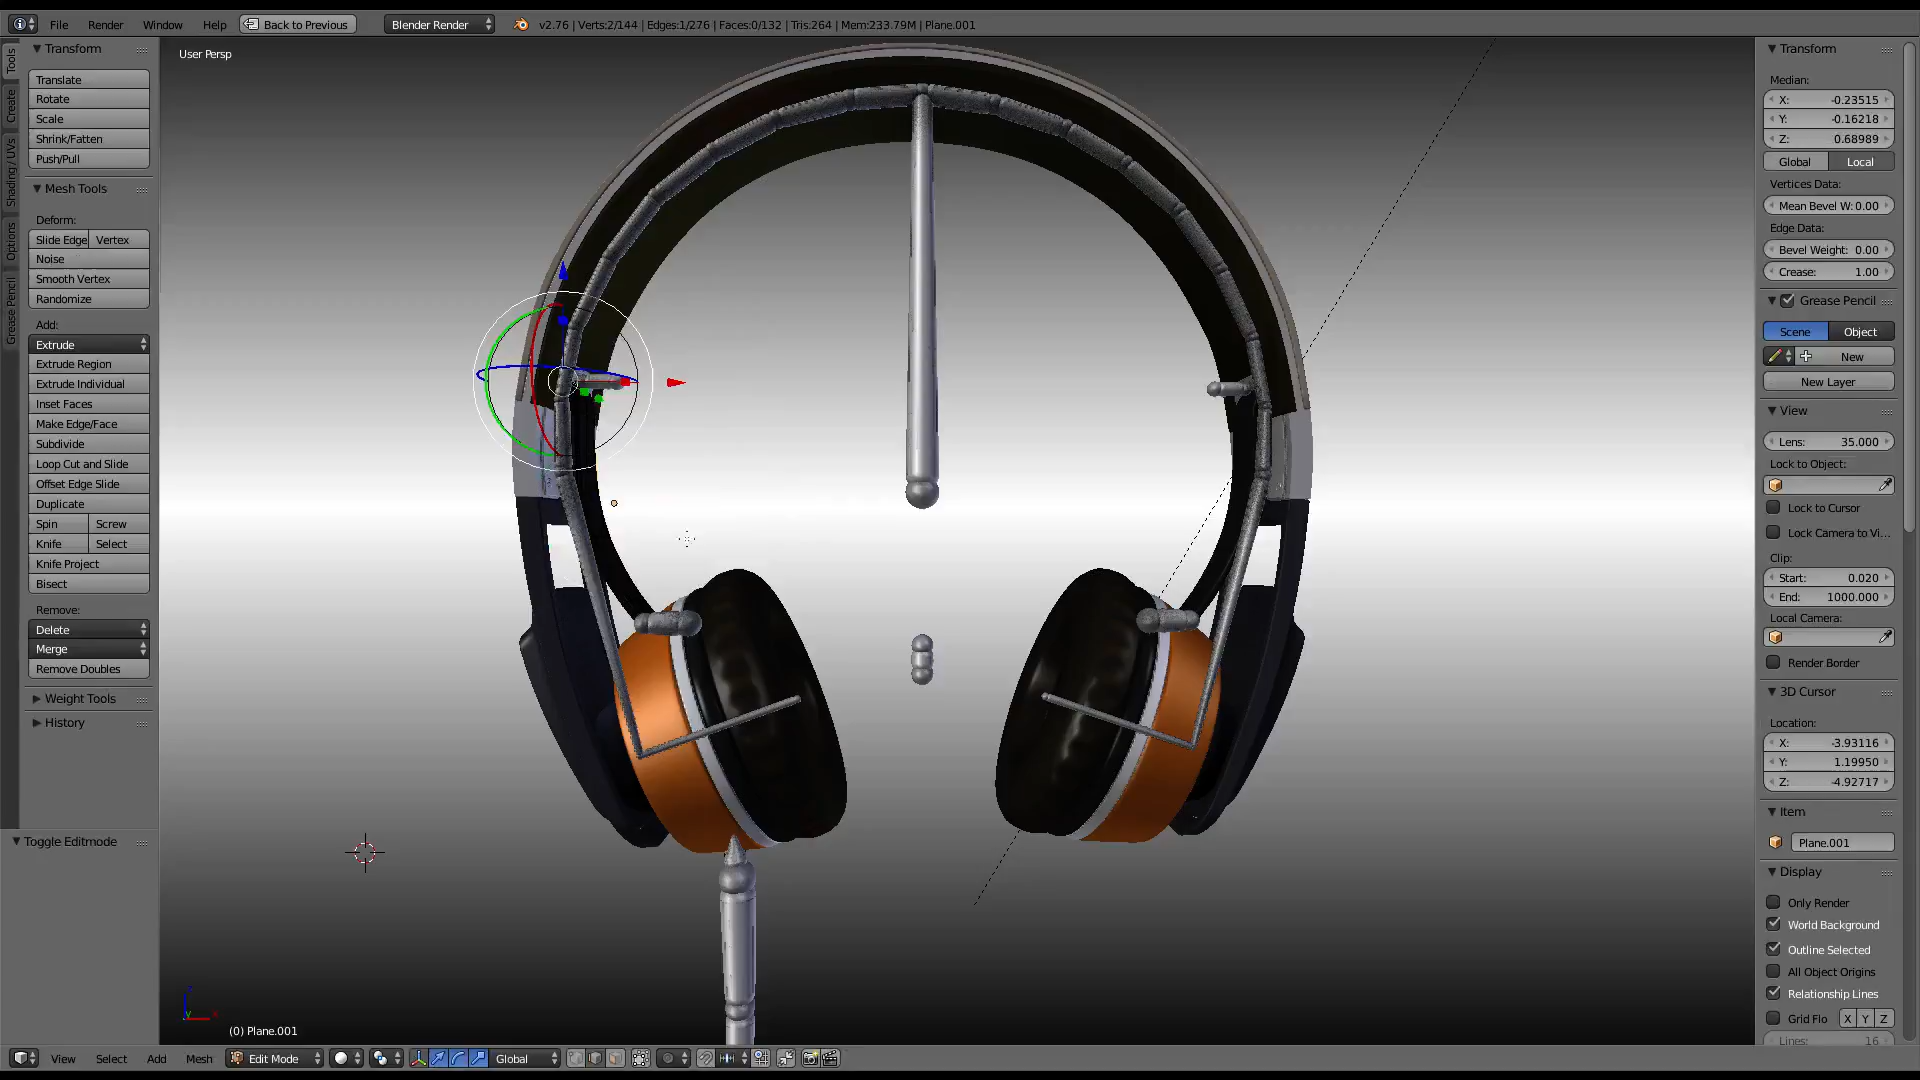 File Render Window Help Back to Previous Blender Render v2.76 | Verts:2/144 | Edges:1/276 | Faces:0/132 | Tris:264 | Mem:233.79M | Plane.001
User Persp
Tools
Create
Shading/UVs
Options
Grease Pencil
Transform
Translate
Rotate
Scale
Shrink/Fatten
Push/Pull
Mesh Tools
Deform:
Slide Edge Vertex
Noise
Smooth Vertex
Randomize
Add:
Extrude
Extrude Region
Extrude Individual
Inset Faces
Make Edge/Face
Subdivide
Loop Cut and Slide
Offset Edge Slide
Duplicate
Spin Screw
Knife Select
Knife Project
Bisect
Remove:
Delete
Merge
Remove Doubles
Weight Tools
History
Toggle Editmode
Transform
Median:
X: -0.23515
Y: -0.16218
Z: 0.68989
Global Local
Vertices Data:
Mean Bevel W: 0.00
Edge Data:
Bevel Weight: 0.00
Crease: 1.00
Grease Pencil
Scene Object
New
New Layer
View
Lens: 35.000
Lock to Object:
Lock to Cursor
Lock Camera to Vi...
Clip:
Start: 0.020
End: 1000.000
Local Camera:
Render Border
3D Cursor
Location:
X: -3.93116
Y: 1.19950
Z: -4.92717
Item
Plane.001
Display
Only Render
World Background
Outline Selected
All Object Origins
Relationship Lines
Grid Flo X Y Z
Lines: 16
(0) Plane.001
View Select Add Mesh Edit Mode Global